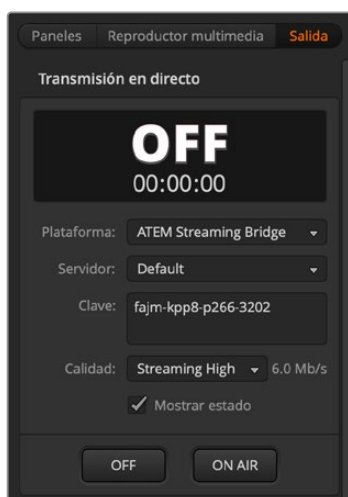 Paneles Reproductor multimedia Salida
Transmisión en directo
OFF
00:00:00
Plataforma: ATEM Streaming Bridge
Servidor: Default
Clave: fajm-kpp8-p266-3202
Calidad: Streaming High 6.0 Mb/s
Mostrar estado
OFF ON AIR